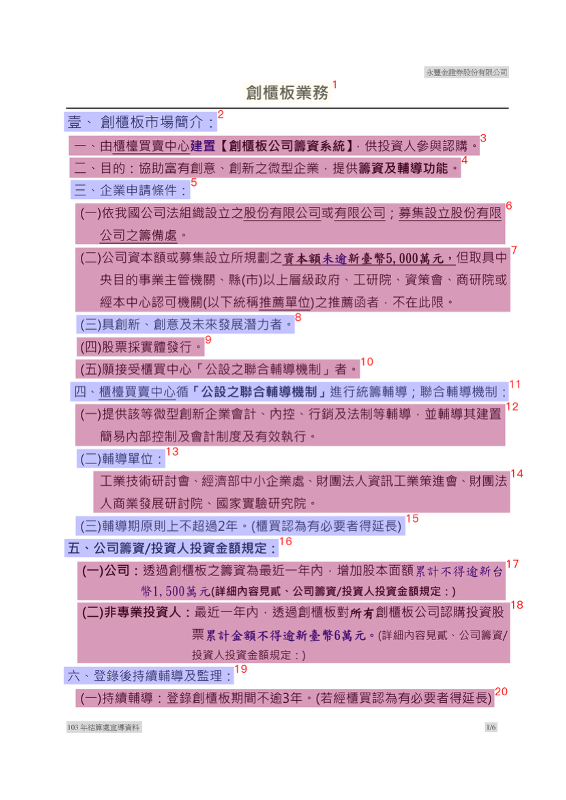 永豐金證券股份有限公司
創櫃板業務 1
壹、 創櫃板市場簡介： 2
一、由櫃檯買賣中心建置【創櫃板公司籌資系統】，供投資人參與認購。 3
二、目的：協助富有創意、創新之微型企業，提供籌資及輔導功能。 4
三、企業申請條件： 5
(一)依我國公司法組織設立之股份有限公司或有限公司；募集設立股份有限 6
公司之籌備處。
(二)公司資本額或募集設立所規劃之資本額未逾新臺幣5,000萬元，但取具中 7
央目的事業主管機關、縣(市)以上層級政府、工研院、資策會、商研院或
經本中心認可機關(以下統稱推薦單位)之推薦函者，不在此限。
(三)具創新、創意及未來發展潛力者。 8
(四)股票採實體發行。 9
(五)願接受櫃買中心「公設之聯合輔導機制」者。 10
四、櫃檯買賣中心循「公設之聯合輔導機制」進行統籌輔導；聯合輔導機制： 11
(一)提供該等微型創新企業會計、內控、行銷及法制等輔導，並輔導其建置 12
簡易內部控制及會計制度及有效執行。
(二)輔導單位： 13
工業技術研討會、經濟部中小企業處、財團法人資訊工業策進會、財團法 14
人商業發展研討院、國家實驗研究院。
(三)輔導期原則上不超過2年。(櫃買認為有必要者得延長) 15
五、公司籌資/投資人投資金額規定： 16
(一)公司：透過創櫃板之籌資為最近一年內，增加股本面額累計不得逾新台 17
幣1,500萬元(詳細內容見貳、公司籌資/投資人投資金額規定：)
(二)非專業投資人：最近一年內，透過創櫃板對所有創櫃板公司認購投資股 18
票累計金額不得逾新臺幣6萬元。(詳細內容見貳、公司籌資/
投資人投資金額規定：)
六、登錄後持續輔導及監理： 19
(一)持續輔導：登錄創櫃板期間不逾3年。(若經櫃買認為有必要者得延長) 20
103 年結算處宣導資料 1/6